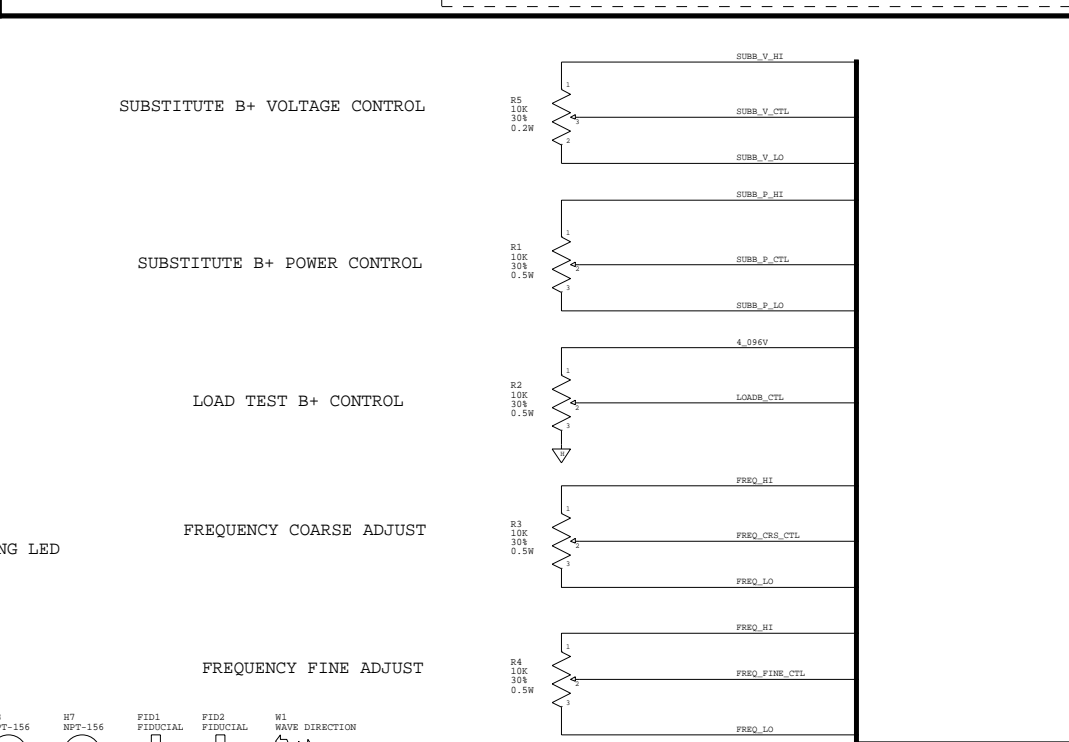 SUBB_V_HI
SUBSTITUTE B+ VOLTAGE CONTROL
R5
10K
30%
0.2W
1
3
2
SUBB_V_CTL
SUBB_V_LO
SUBB_P_HI
SUBSTITUTE B+ POWER CONTROL
R1
10K
30%
0.5W
1
2
3
SUBB_P_CTL
SUBB_P_LO
4_096V
LOAD TEST B+ CONTROL
R2
10K
30%
0.5W
1
2
3
LOADB_CTL
H
FREQ_HI
FREQUENCY COARSE ADJUST
R3
10K
30%
0.5W
1
2
3
FREQ_CRS_CTL
NG LED
FREQ_LO
FREQ_HI
FREQUENCY FINE ADJUST
R4
10K
30%
0.5W
1
2
3
FREQ_FINE_CTL
FREQ_LO
PT-156
H7
NPT-156
FID1
FIDUCIAL
FID2
FIDUCIAL
W1
WAVE DIRECTION